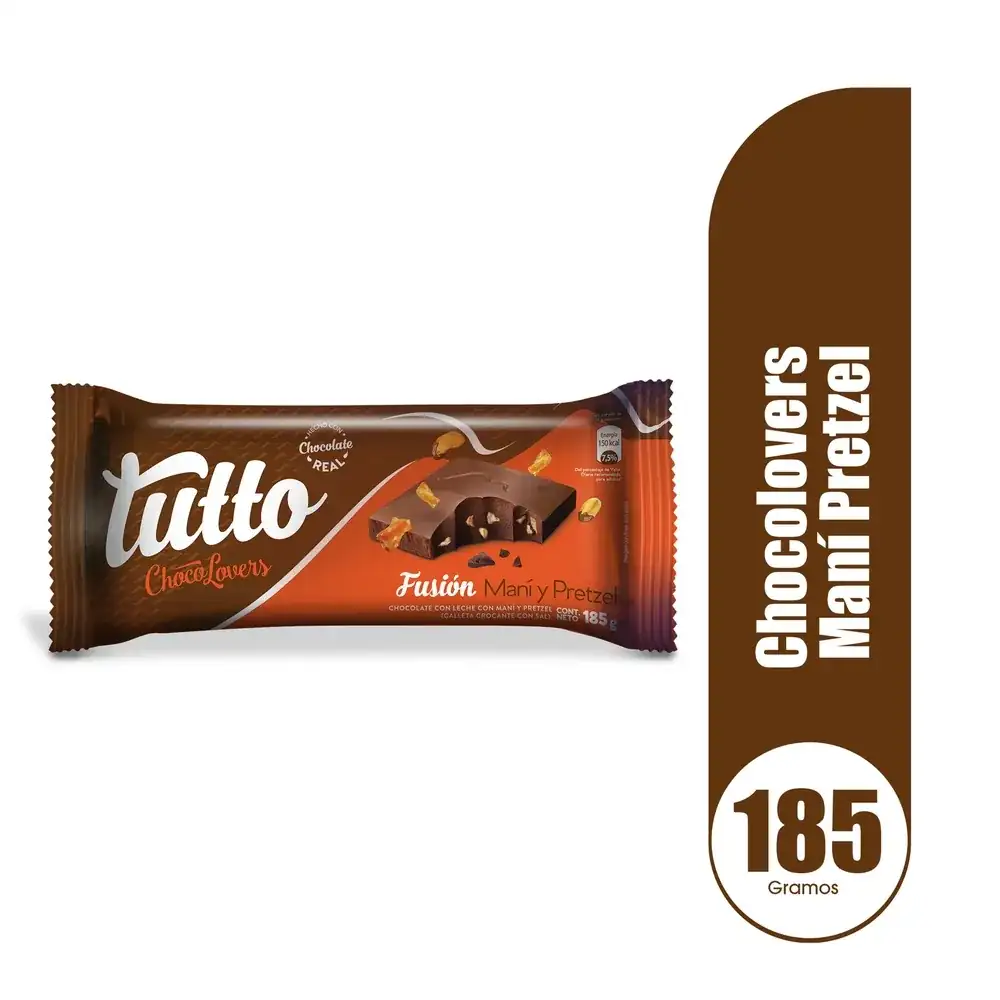 HECHO CON
Chocolate
REAL
Tutto
ChocoLovers
Energía
150 kcal
7,5%
Fusión Maní y Pretzel
CHOCOLATE CON LECHE CON MANÍ Y PRETZEL
(GALLETA CROCANTE CON SAL).
CONT.
NETO 185 g
Chocolovers
Maní Pretzel
185
Gramos